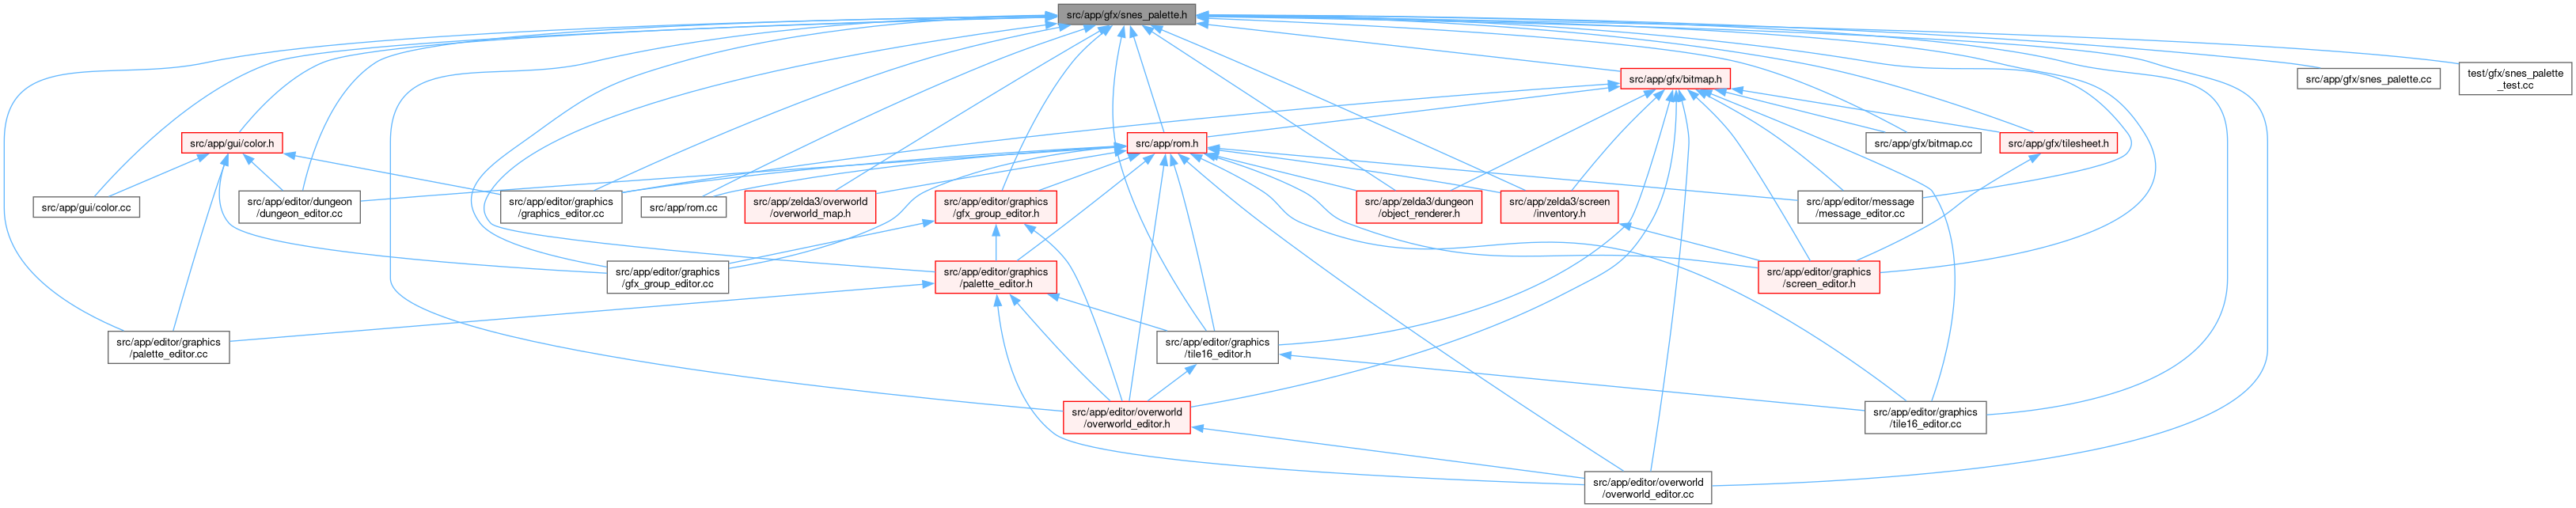 src/app/gfx/snes_palette.h
src/app/gfx/bitmap.h
src/app/gfx/snes_palette.cc
test/gfx/snes_palette
_test.cc
src/app/gui/color.h
src/app/rom.h
src/app/gfx/bitmap.cc
src/app/gfx/tilesheet.h
src/app/gui/color.cc
src/app/editor/dungeon
/dungeon_editor.cc
src/app/editor/graphics
/graphics_editor.cc
src/app/rom.cc
src/app/zelda3/overworld
/overworld_map.h
src/app/editor/graphics
/gfx_group_editor.h
src/app/zelda3/dungeon
/object_renderer.h
src/app/zelda3/screen
/inventory.h
src/app/editor/message
/message_editor.cc
src/app/editor/graphics
/gfx_group_editor.cc
src/app/editor/graphics
/palette_editor.h
src/app/editor/graphics
/screen_editor.h
src/app/editor/graphics
/palette_editor.cc
src/app/editor/graphics
/tile16_editor.h
src/app/editor/overworld
/overworld_editor.h
src/app/editor/graphics
/tile16_editor.cc
src/app/editor/overworld
/overworld_editor.cc